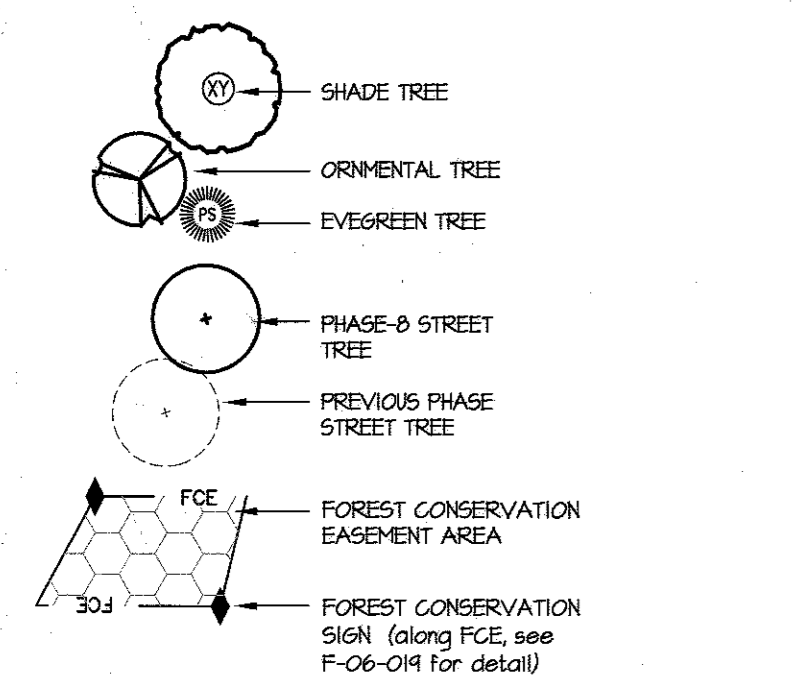 XY
SHADE TREE
ORNMENTAL TREE
PS
EVEGREEN TREE
PHASE-8 STREET
TREE
PREVIOUS PHASE
STREET TREE
FCE
FOREST CONSERVATION
EASEMENT AREA
FCE
FOREST CONSERVATION
SIGN (along FCE, see
F-06-019 for detail)